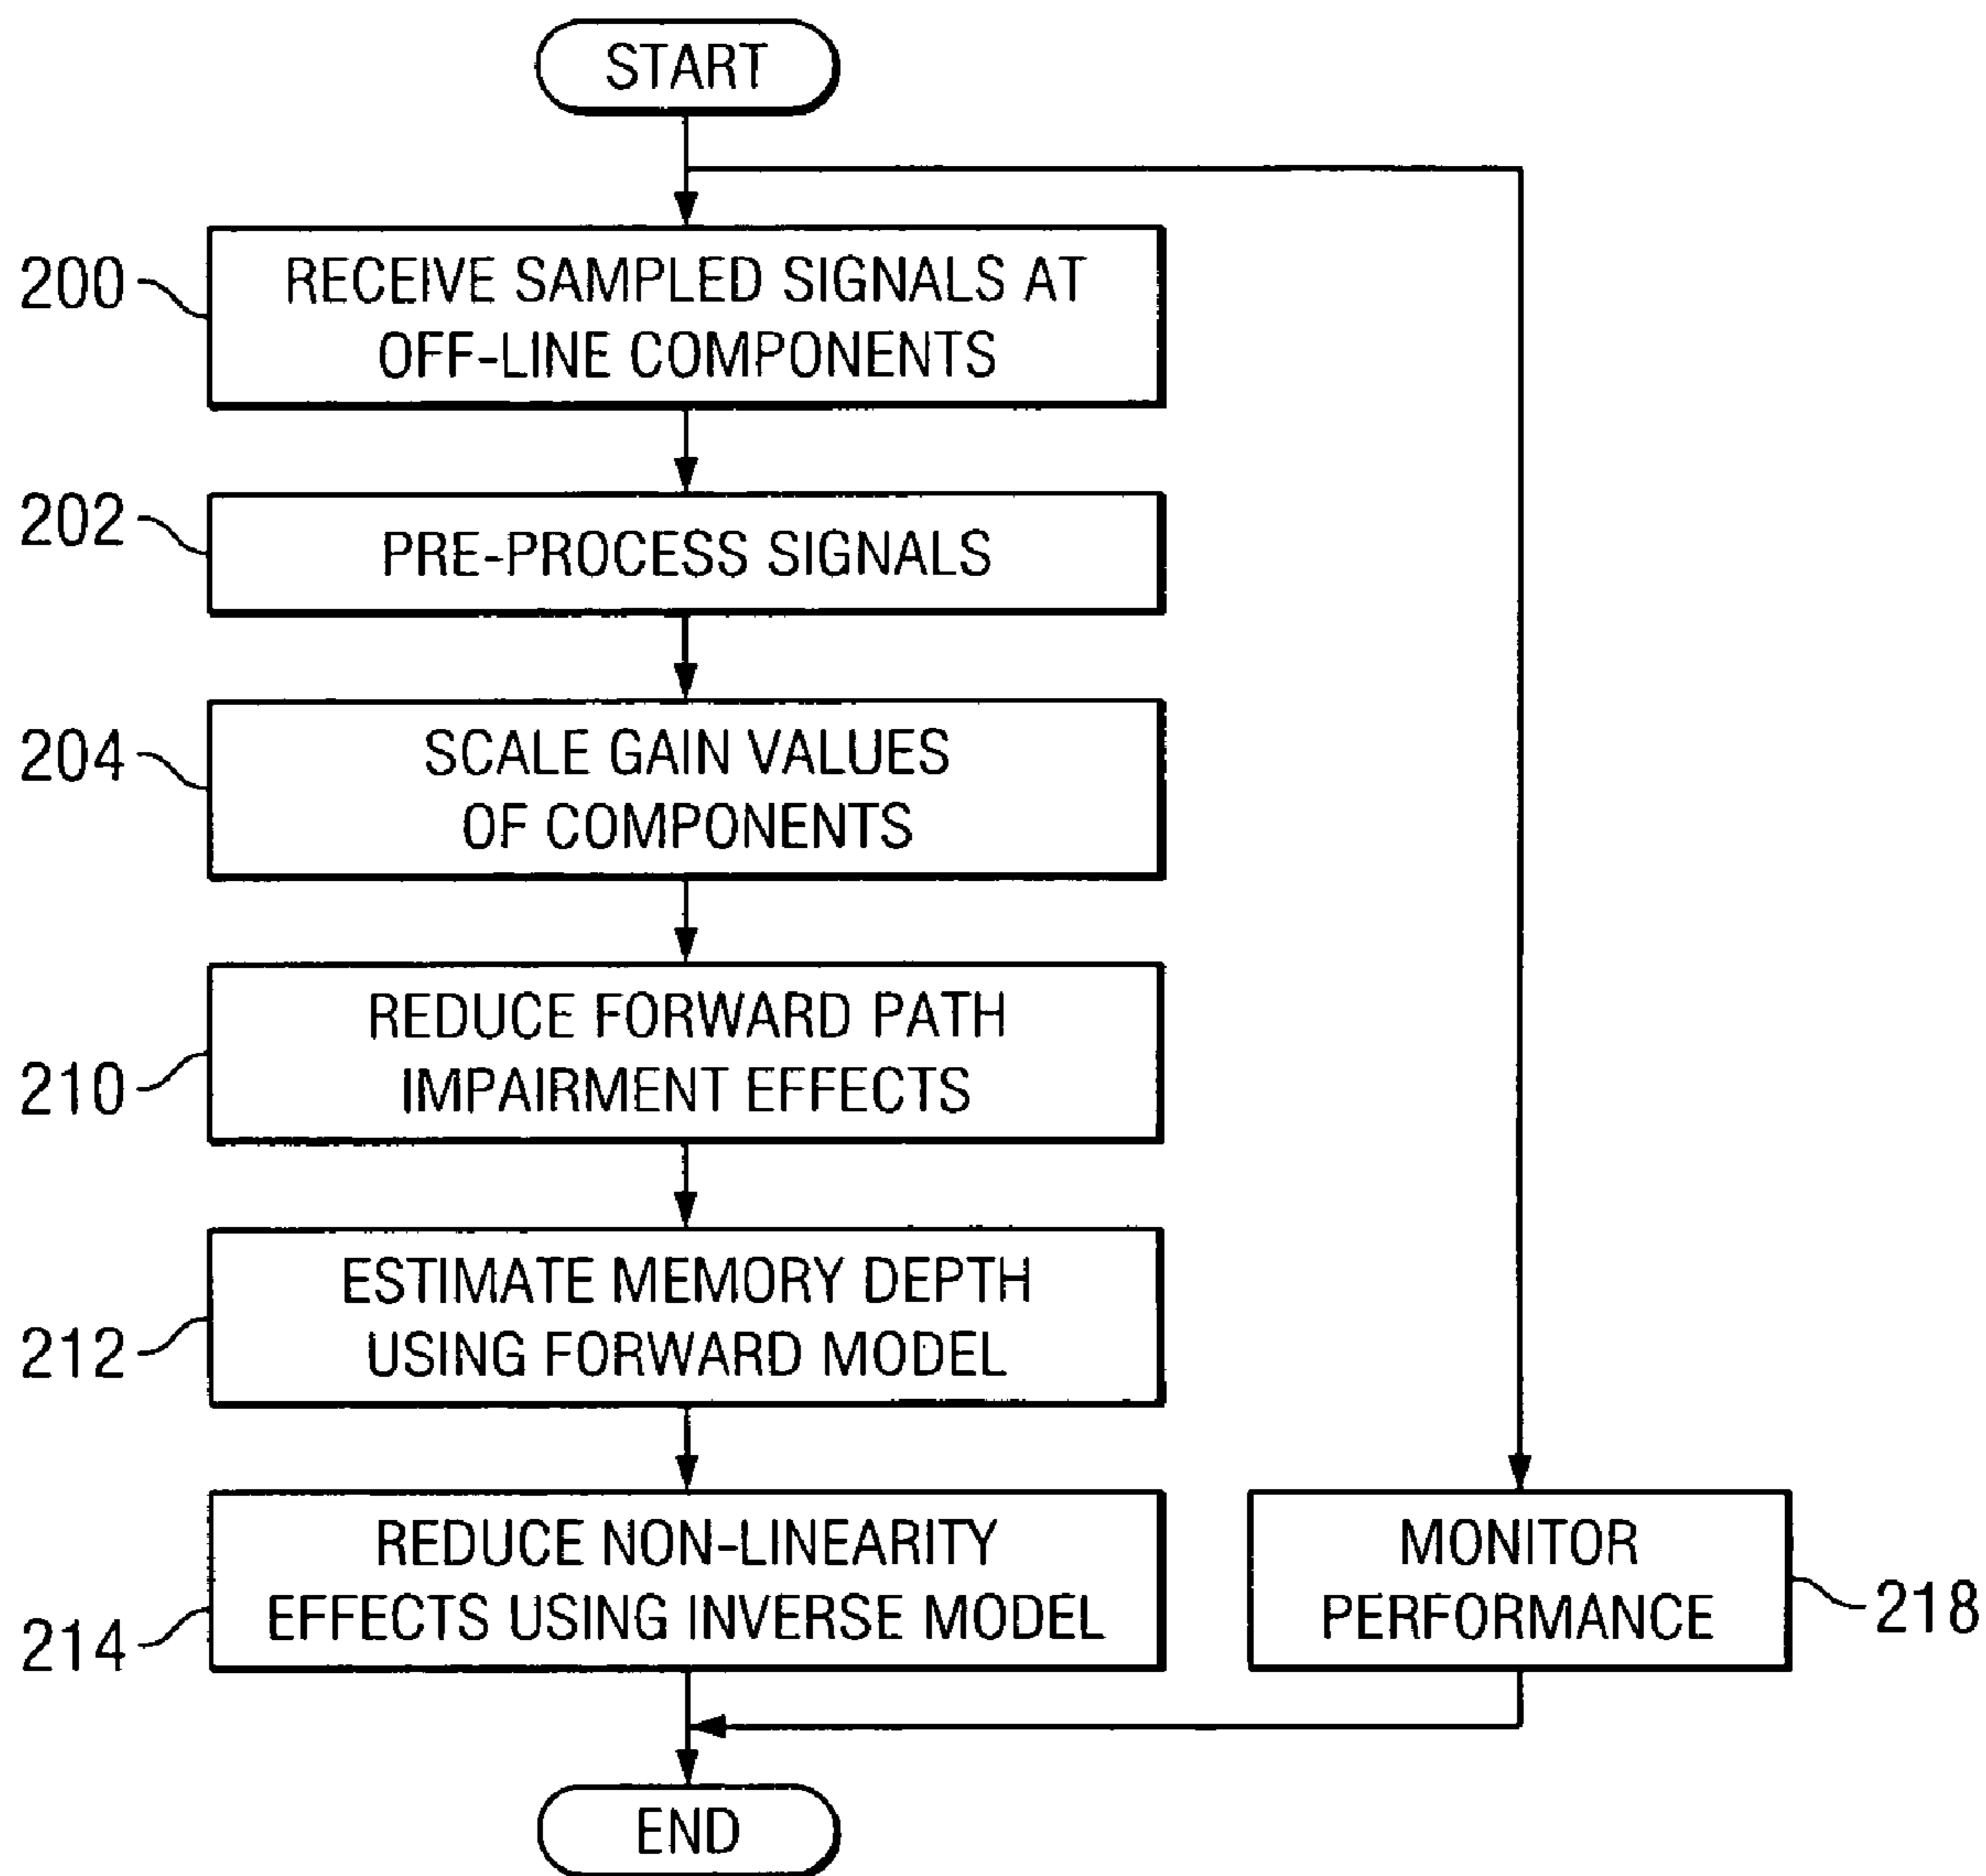 START
200
RECEIVE SAMPLED SIGNALS AT
OFF-LINE COMPONENTS
202
PRE-PROCESS SIGNALS
204
SCALE GAIN VALUES
OF COMPONENTS
210
REDUCE FORWARD PATH
IMPAIRMENT EFFECTS
212
ESTIMATE MEMORY DEPTH
USING FORWARD MODEL
214
REDUCE NON-LINEARITY
EFFECTS USING INVERSE MODEL
MONITOR
PERFORMANCE
218
END